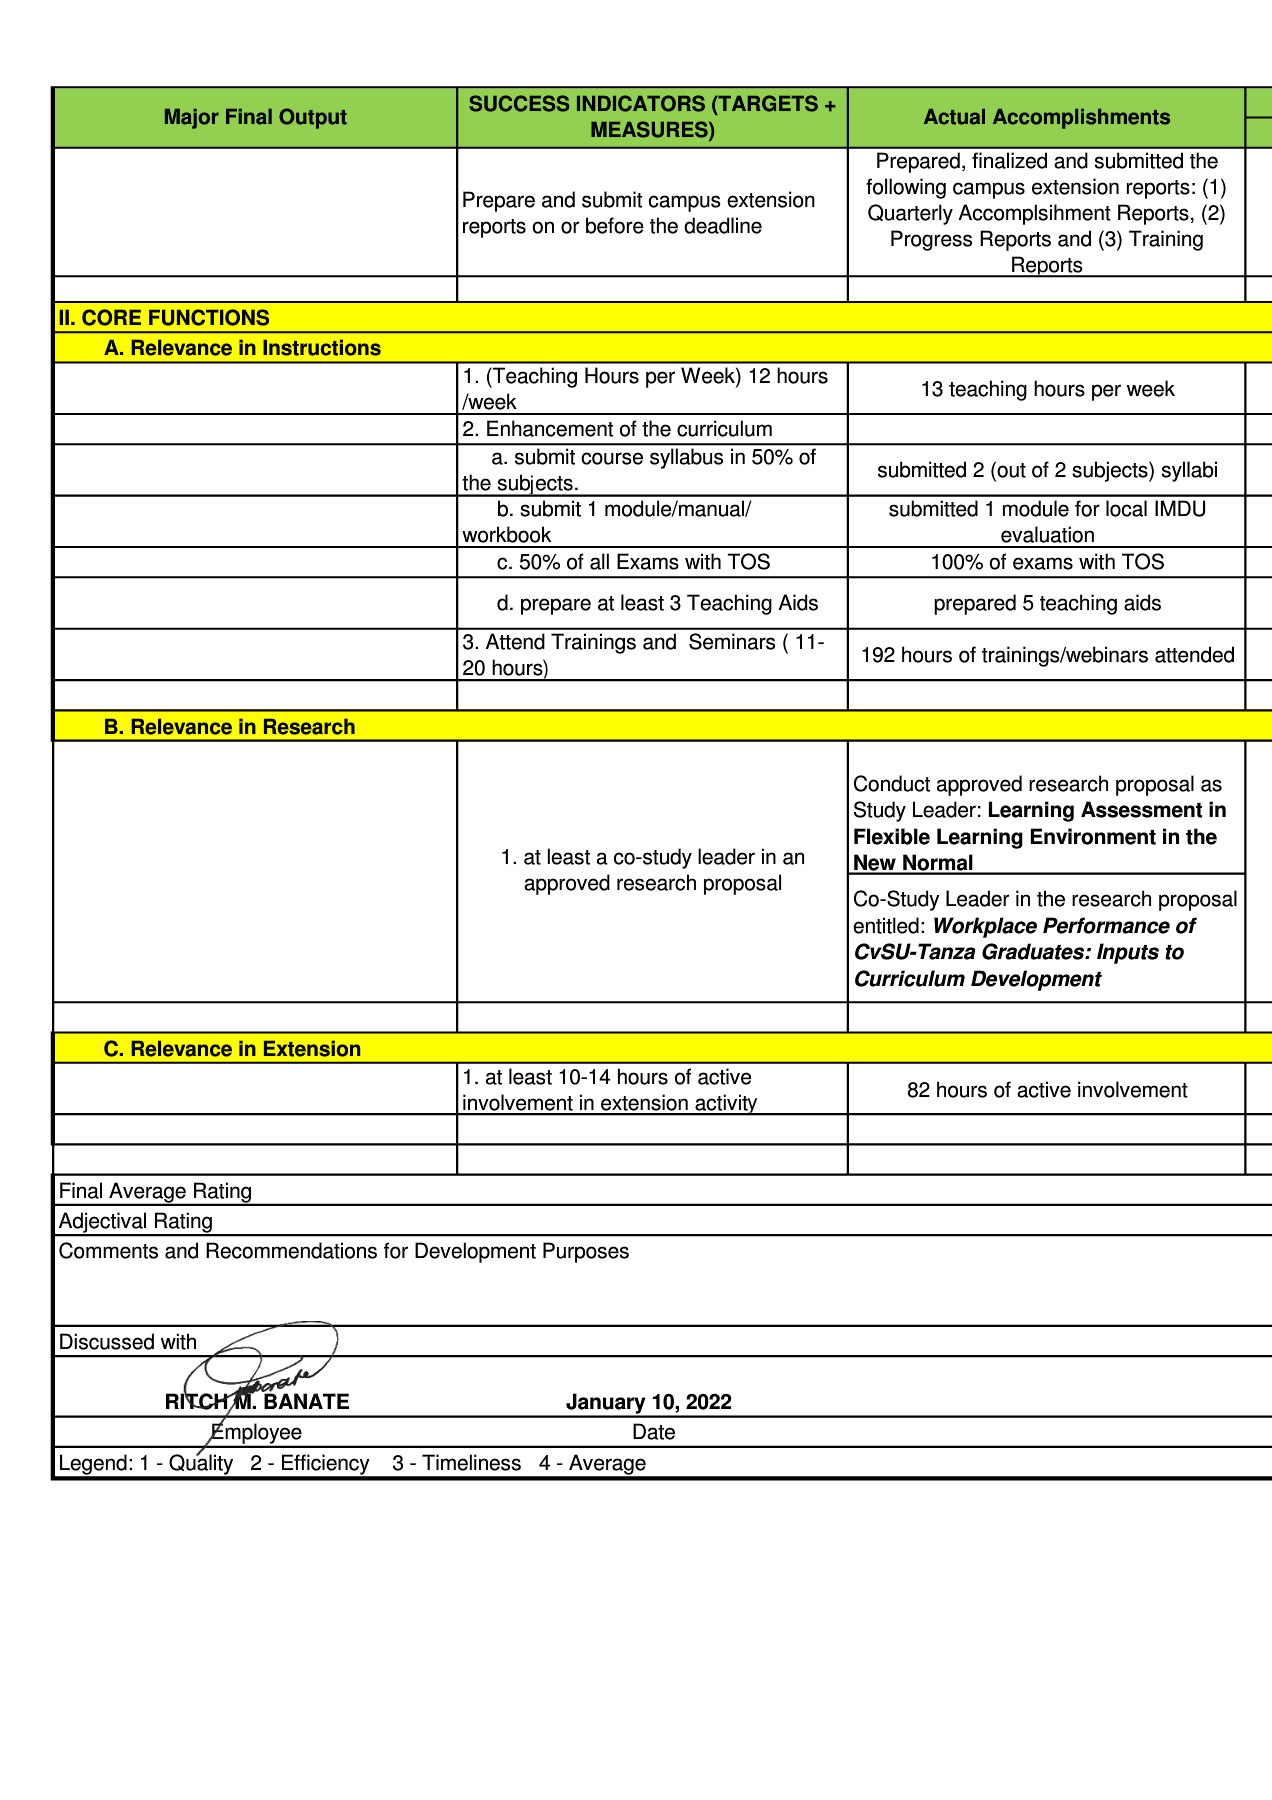 Major Final Output
SUCCESS INDICATORS (TARGETS +
MEASURES)
Actual Accomplishments
Prepare and submit campus extension
reports on or before the deadline
Prepared, finalized and submitted the
following campus extension reports: (1)
Quarterly Accomplsihment Reports, (2)
Progress Reports and (3) Training
Reports
II. CORE FUNCTIONS
A. Relevance in Instructions
1. (Teaching Hours per Week) 12 hours
/week
13 teaching hours per week
2. Enhancement of the curriculum
a. submit course syllabus in 50% of
the subjects.
submitted 2 (out of 2 subjects) syllabi
b. submit 1 module/manual/
workbook
submitted 1 module for local IMDU
evaluation
c. 50% of all Exams with TOS
100% of exams with TOS
d. prepare at least 3 Teaching Aids
prepared 5 teaching aids
3. Attend Trainings and  Seminars ( 11-
20 hours)
192 hours of trainings/webinars attended
B. Relevance in Research
1. at least a co-study leader in an
approved research proposal
Conduct approved research proposal as
Study Leader: Learning Assessment in
Flexible Learning Environment in the
New Normal
Co-Study Leader in the research proposal
entitled: Workplace Performance of
CvSU-Tanza Graduates: Inputs to
Curriculum Development
C. Relevance in Extension
1. at least 10-14 hours of active
involvement in extension activity
82 hours of active involvement
Final Average Rating
Adjectival Rating
Comments and Recommendations for Development Purposes
Discussed with
RITCH M. BANATE
January 10, 2022
Employee
Date
Legend: 1 - Quality   2 - Efficiency    3 - Timeliness   4 - Average